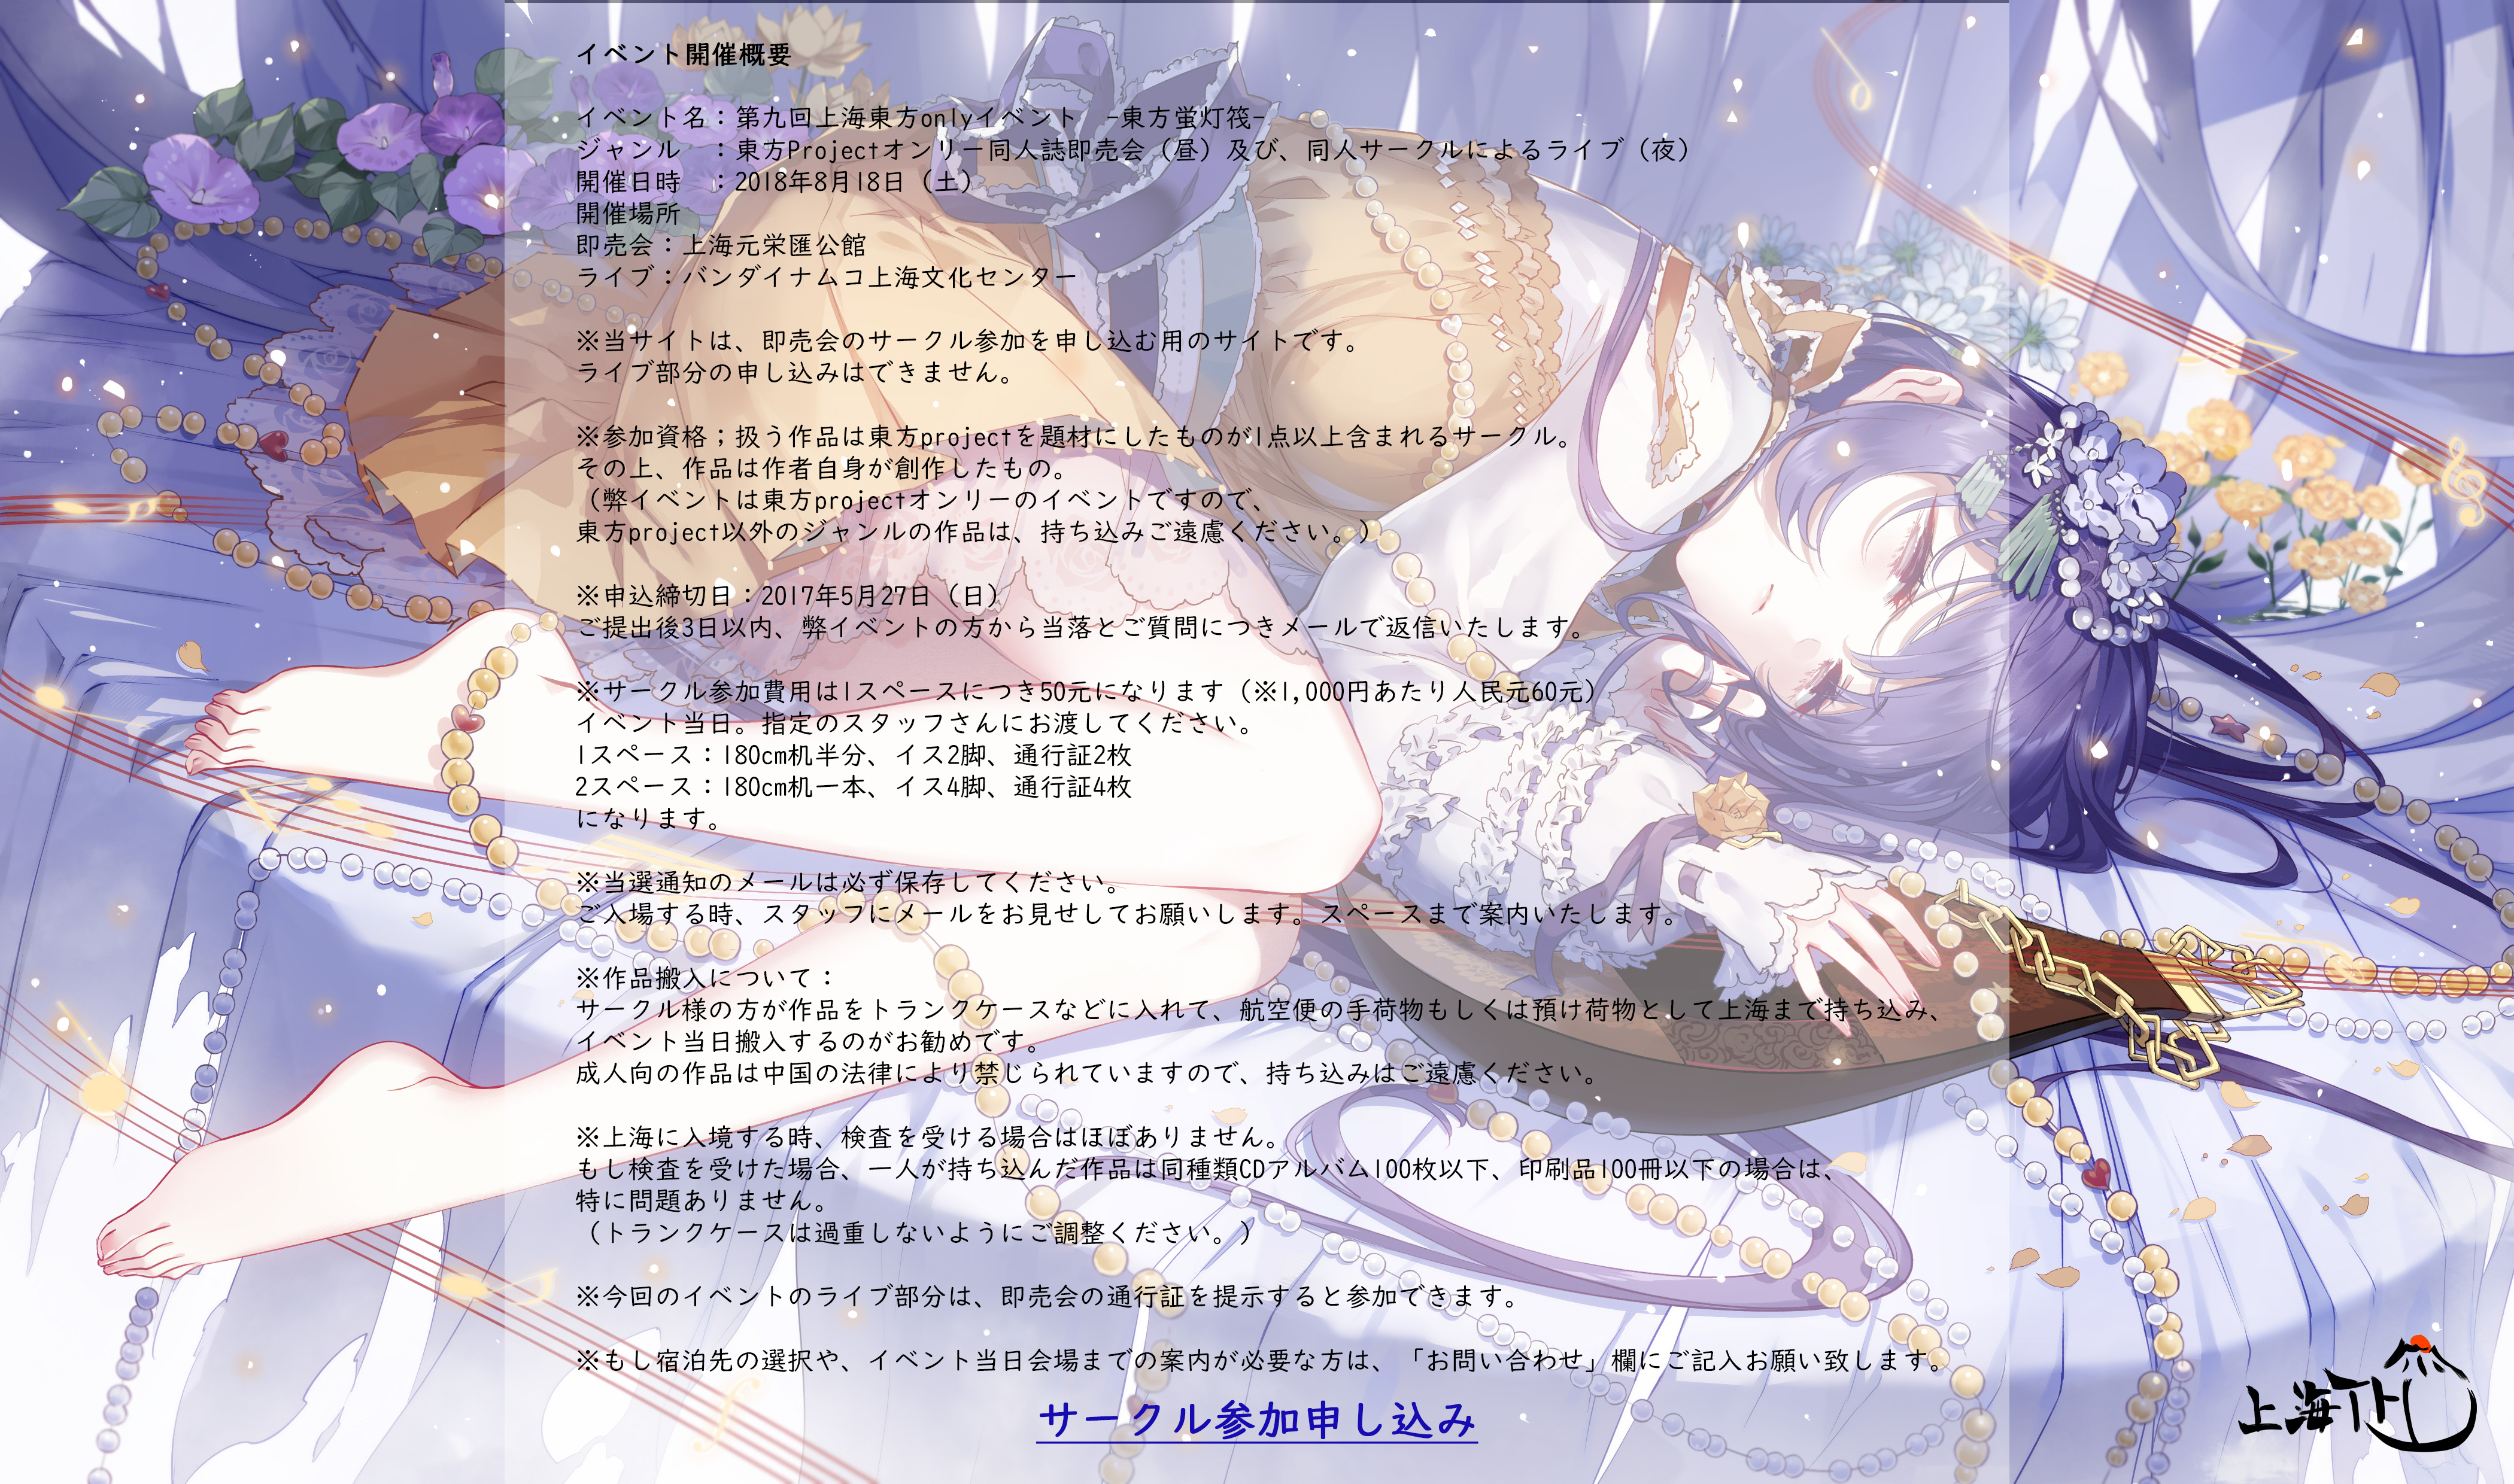 イベント開催概要
イベント名：第九回上海東方onlyイベント　-東方蛍灯筏-
ジャンル　：東方Projectオンリー同人誌即売会（昼）及び、同人サークルによるライブ（夜）
開催日時　：2018年8月18日（土）
開催場所
即売会：上海元栄匯公館
ライブ：バンダイナムコ上海文化センター
※当サイトは、即売会のサークル参加を申し込む用のサイトです。
ライブ部分の申し込みはできません。
※参加資格；扱う作品は東方projectを題材にしたものが1点以上含まれるサークル。
その上、作品は作者自身が創作したもの。
（弊イベントは東方projectオンリーのイベントですので、
東方project以外のジャンルの作品は、持ち込みご遠慮ください。）
※申込締切日：2017年5月27日（日）
ご提出後3日以内、弊イベントの方から当落とご質問につきメールで返信いたします。
※サークル参加費用は1スペースにつき50元になります（※1,000円あたり人民元60元）
イベント当日。指定のスタッフさんにお渡してください。
1スペース：180cm机半分、イス2脚、通行証2枚
2スペース：180cm机一本、イス4脚、通行証4枚
になります。
※当選通知のメールは必ず保存してください。
ご入場する時、スタッフにメールをお見せしてお願いします。スペースまで案内いたします。
※作品搬入について：
サークル様の方が作品をトランクケースなどに入れて、航空便の手荷物もしくは預け荷物として上海まで持ち込み、
イベント当日搬入するのがお勧めです。
成人向の作品は中国の法律により禁じられていますので、持ち込みはご遠慮ください。
※上海に入境する時、検査を受ける場合はほぼありません。
もし検査を受けた場合、一人が持ち込んだ作品は同種類CDアルバム100枚以下、印刷品100冊以下の場合は、
特に問題ありません。
（トランクケースは過重しないようにご調整ください。）
※今回のイベントのライブ部分は、即売会の通行証を提示すると参加できます。
※もし宿泊先の選択や、イベント当日会場までの案内が必要な方は、「お問い合わせ」欄にご記入お願い致します。
サークル参加申し込み
上海